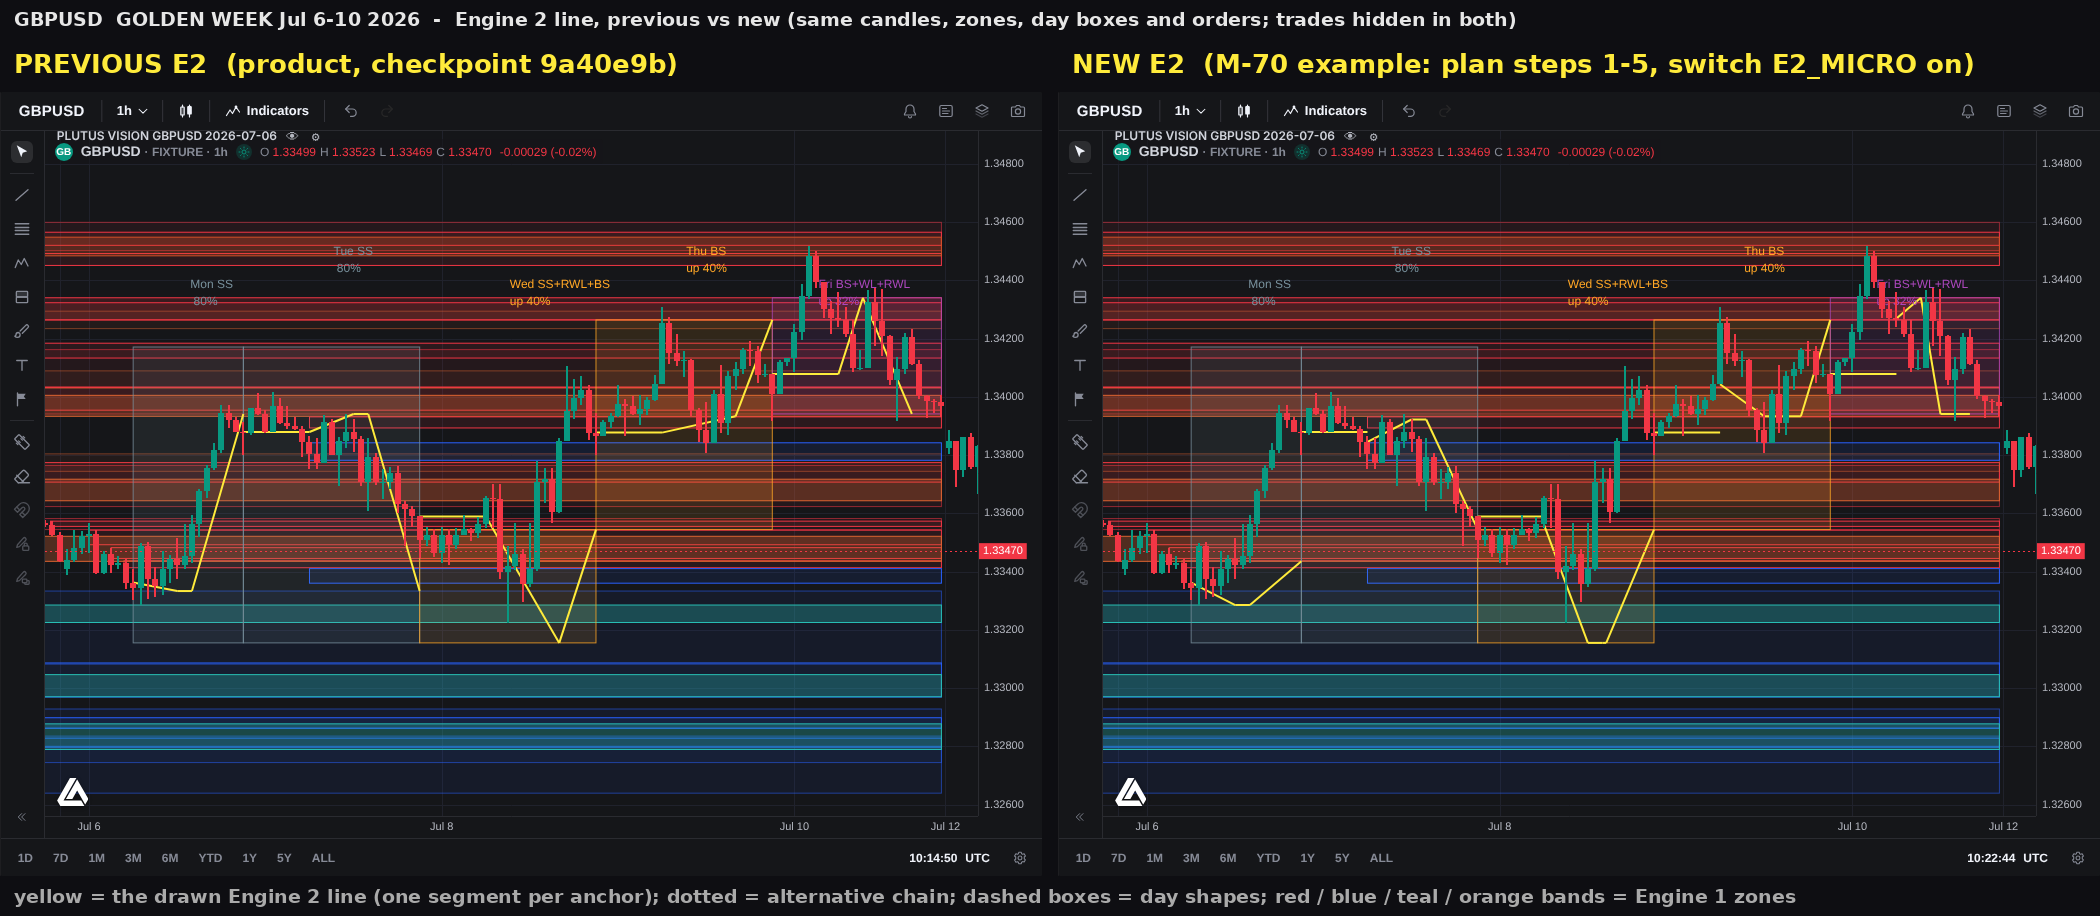 GBPUSD  GOLDEN WEEK Jul 6-10 2026  -  Engine 2 line, previous vs new (same candles, zones, day boxes and orders; trades hidden in both)
PREVIOUS E2  (product, checkpoint 9a40e9b)
GBPUSD 1h Indicators
PLUTUS VISION GBPUSD 2026-07-06
GB GBPUSD · FIXTURE · 1h O 1.33499 H 1.33523 L 1.33469 C 1.33470 -0.00029 (-0.02%)
1.34800
1.34600
Tue SS
80%
Thu BS
up 40%
Mon SS
80%
Wed SS+RWL+BS
up 40%
Fri BS+WL+RWL
32%
1.34400
1.34200
1.34000
1.33800
1.33600
1.33470
1.33400
1.33200
1.33000
1.32800
1.32600
Jul 6 Jul 8 Jul 10 Jul 12
1D 7D 1M 3M 6M YTD 1Y 5Y ALL 10:14:50 UTC
NEW E2  (M-70 example: plan steps 1-5, switch E2_MICRO on)
GBPUSD 1h Indicators
PLUTUS VISION GBPUSD 2026-07-06
GB GBPUSD · FIXTURE · 1h O 1.33499 H 1.33523 L 1.33469 C 1.33470 -0.00029 (-0.02%)
1.34800
1.34600
Tue SS
80%
Thu BS
up 40%
Mon SS
80%
Wed SS+RWL+BS
up 40%
BS+WL+RWL
32%
1.34400
1.34200
1.34000
1.33800
1.33600
1.33470
1.33400
1.33200
1.33000
1.32800
1.32600
Jul 6 Jul 8 Jul 10 Jul 12
1D 7D 1M 3M 6M YTD 1Y 5Y ALL 10:22:44 UTC
yellow = the drawn Engine 2 line (one segment per anchor); dotted = alternative chain; dashed boxes = day shapes; red / blue / teal / orange bands = Engine 1 zones